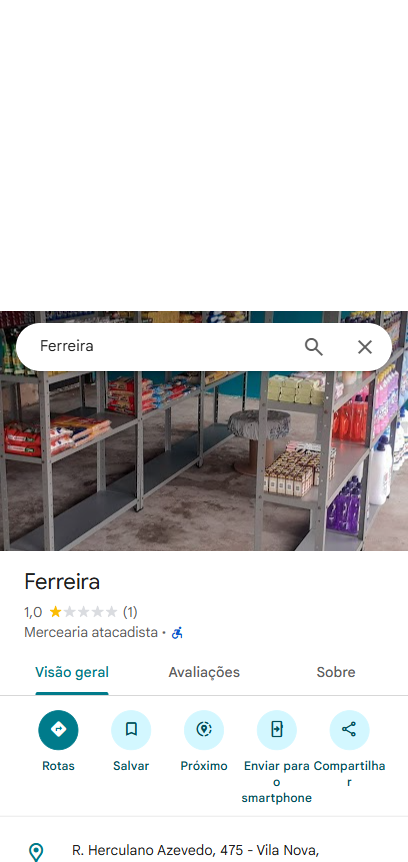 Ferreira
Ferreira
1,0 (1)
Mercearia atacadista ·
Visão geral Avaliações Sobre
Rotas Salvar Próximo Enviar para o smartphone Compartilhar
R. Herculano Azevedo, 475 - Vila Nova,